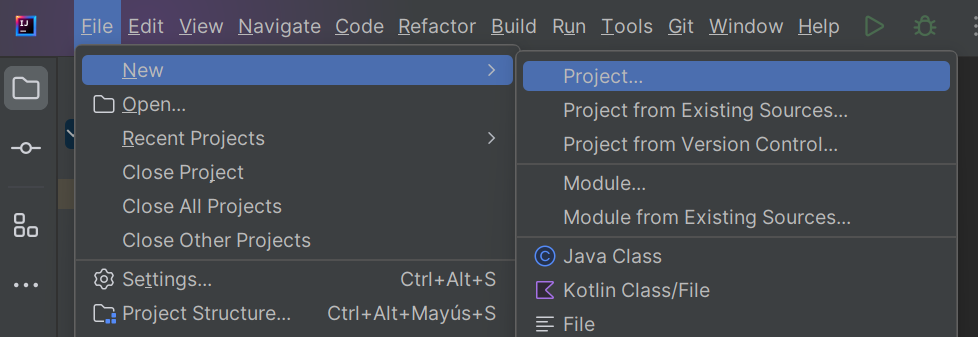 IJ
File Edit View Navigate Code Refactor Build Run Tools Git Window Help
New
Open...
Recent Projects
Close Project
Close All Projects
Close Other Projects
Settings... Ctrl+Alt+S
Project Structure... Ctrl+Alt+Mayús+S
Project...
Project from Existing Sources...
Project from Version Control...
Module...
Module from Existing Sources...
C Java Class
Kotlin Class/File
File